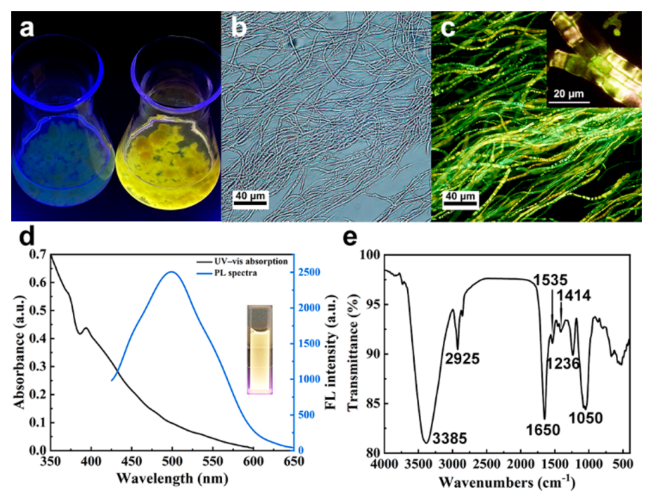 a
b
c
20 μm
40 μm
40 μm
d
e
0.7
0.6
0.5
0.4
0.3
0.2
0.1
0.0
Absorbance (a.u.)
UV–vis absorption
PL spectra
2500
2000
1500
1000
500
0
FL intensity (a.u.)
350 400 450 500 550 600 650
Wavelength (nm)
100
95
90
85
80
Transmittance (%)
1535
1414
2925
1236
1650
1050
3385
4000 3500 3000 2500 2000 1500 1000 500
Wavenumbers (cm⁻¹)